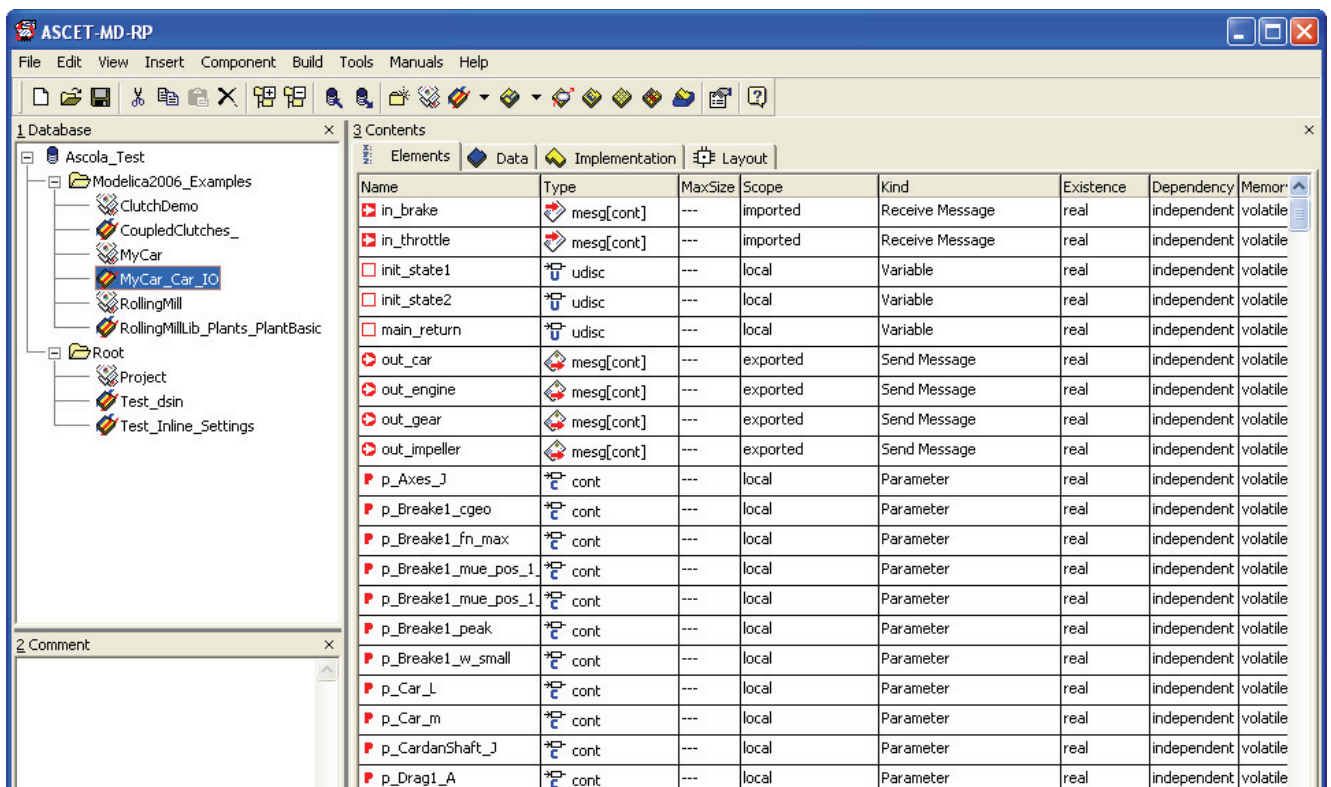 ASCET-MD-RP
File Edit View Insert Component Build Tools Manuals Help
1 Database
Ascola_Test
Modelica2006_Examples
ClutchDemo
CoupledClutches_
MyCar
MyCar_Car_IO
RollingMill
RollingMillLib_Plants_PlantBasic
Root
Project
Test_dsin
Test_Inline_Settings
2 Comment
3 Contents
Elements Data Implementation Layout
Name Type MaxSize Scope Kind Existence Dependency Memor
in_brake mesg[cont] --- imported Receive Message real independent volatile
in_throttle mesg[cont] --- imported Receive Message real independent volatile
init_state1 udisc --- local Variable real independent volatile
init_state2 udisc --- local Variable real independent volatile
main_return udisc --- local Variable real independent volatile
out_car mesg[cont] --- exported Send Message real independent volatile
out_engine mesg[cont] --- exported Send Message real independent volatile
out_gear mesg[cont] --- exported Send Message real independent volatile
out_impeller mesg[cont] --- exported Send Message real independent volatile
p_Axes_J cont --- local Parameter real independent volatile
p_Breake1_cgeo cont --- local Parameter real independent volatile
p_Breake1_fn_max cont --- local Parameter real independent volatile
p_Breake1_mue_pos_1_ cont --- local Parameter real independent volatile
p_Breake1_mue_pos_1_ cont --- local Parameter real independent volatile
p_Breake1_peak cont --- local Parameter real independent volatile
p_Breake1_w_small cont --- local Parameter real independent volatile
p_Car_L cont --- local Parameter real independent volatile
p_Car_m cont --- local Parameter real independent volatile
p_CardanShaft_J cont --- local Parameter real independent volatile
p_Drag1_A cont --- local Parameter real independent volatile